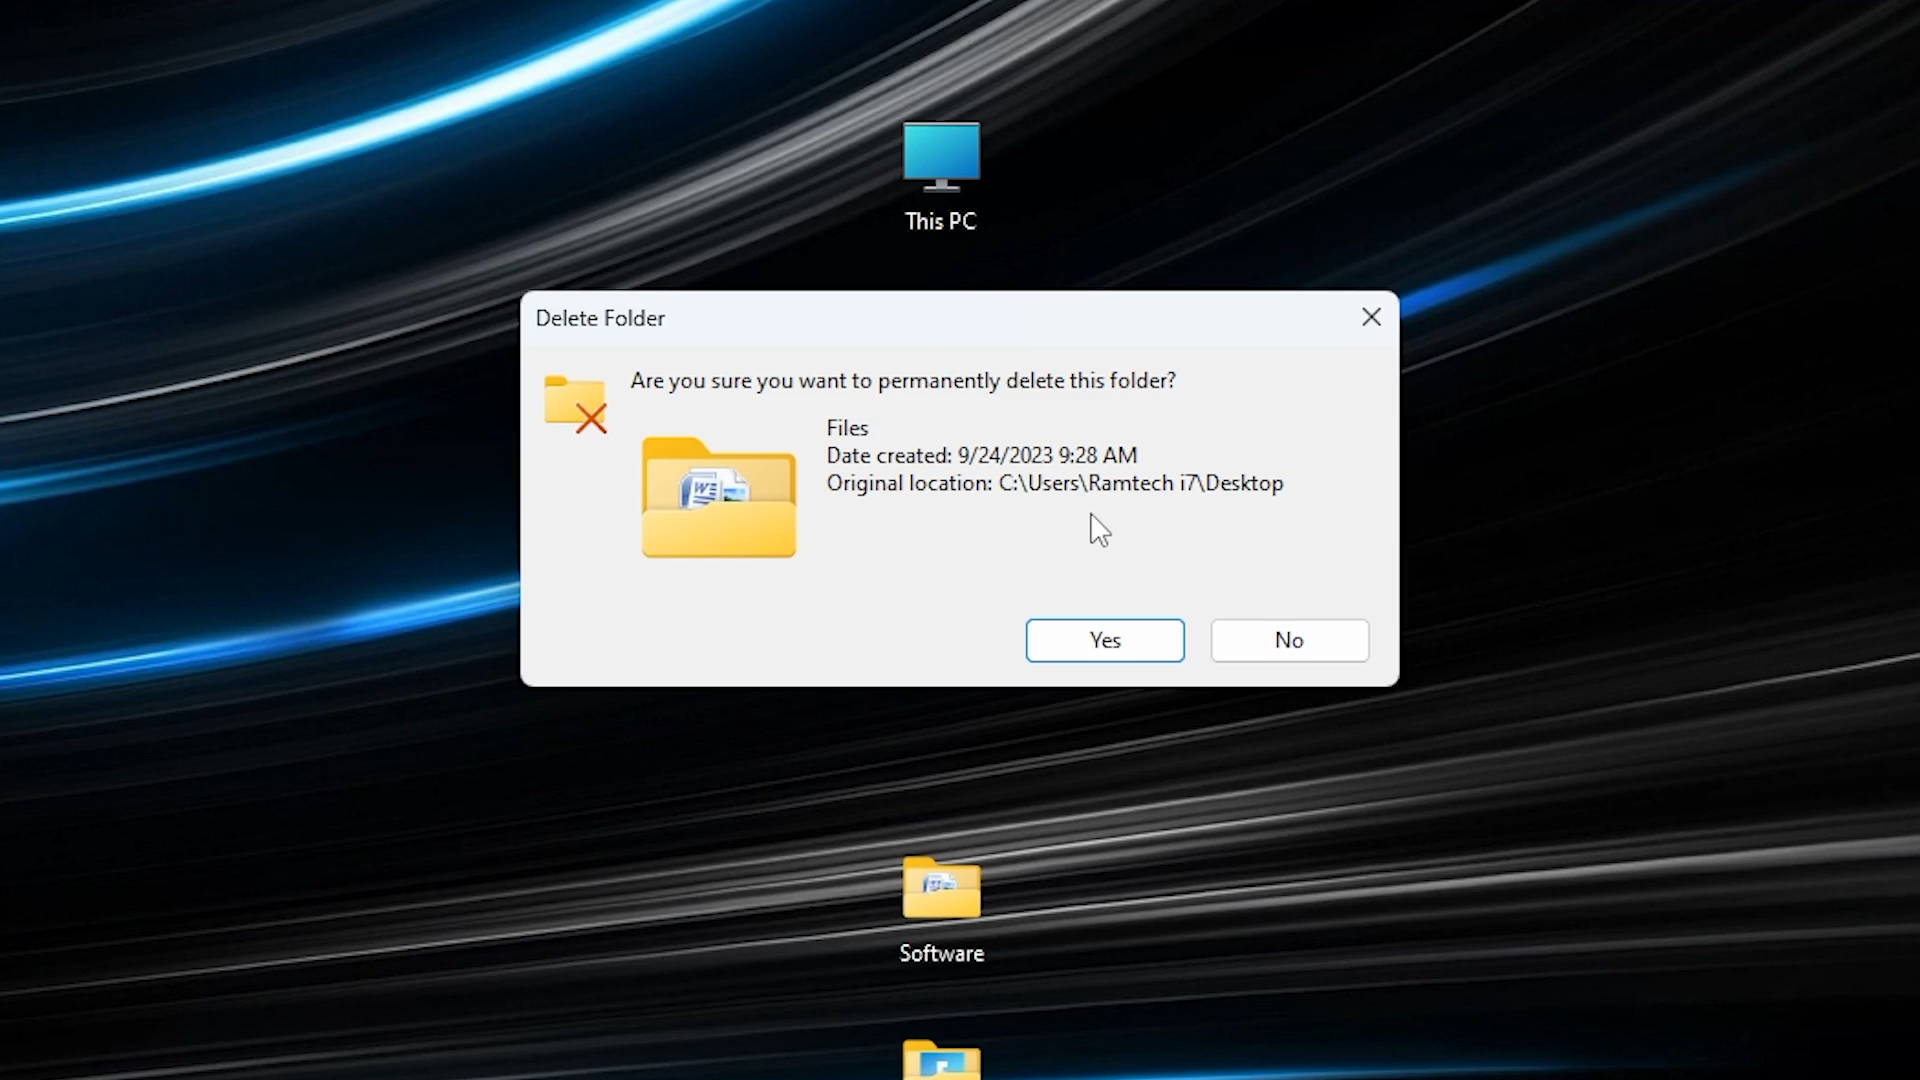 This PC
Delete Folder
Are you sure you want to permanently delete this folder?
Files
Date created: 9/24/2023 9:28 AM
Original location: C:\Users\Ramtech i7\Desktop
Yes
No
Software